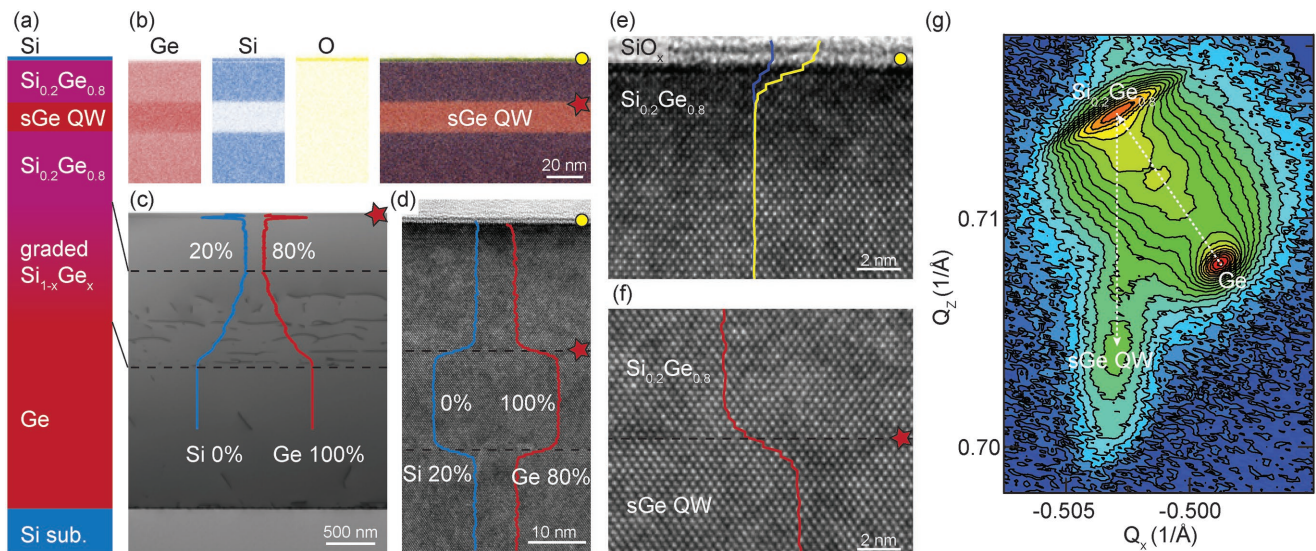 (a)
Si
Si₀.₂Ge₀.₈
sGe QW
Si₀.₂Ge₀.₈
graded
Si₁₋ₓGeₓ
Ge
Si sub.
(b)
Ge
Si
O
sGe QW
20 nm
(c)
20%
80%
Si 0%
Ge 100%
500 nm
(d)
0%
100%
Si 20%
Ge 80%
10 nm
(e)
SiOₓ
Si₀.₂Ge₀.₈
2 nm
(f)
Si₀.₂Ge₀.₈
sGe QW
2 nm
(g)
Si₀.₂Ge₀.₈
Ge
sGe QW
0.71
0.70
Q_Z (1/Å)
-0.505
-0.500
Qₓ (1/Å)